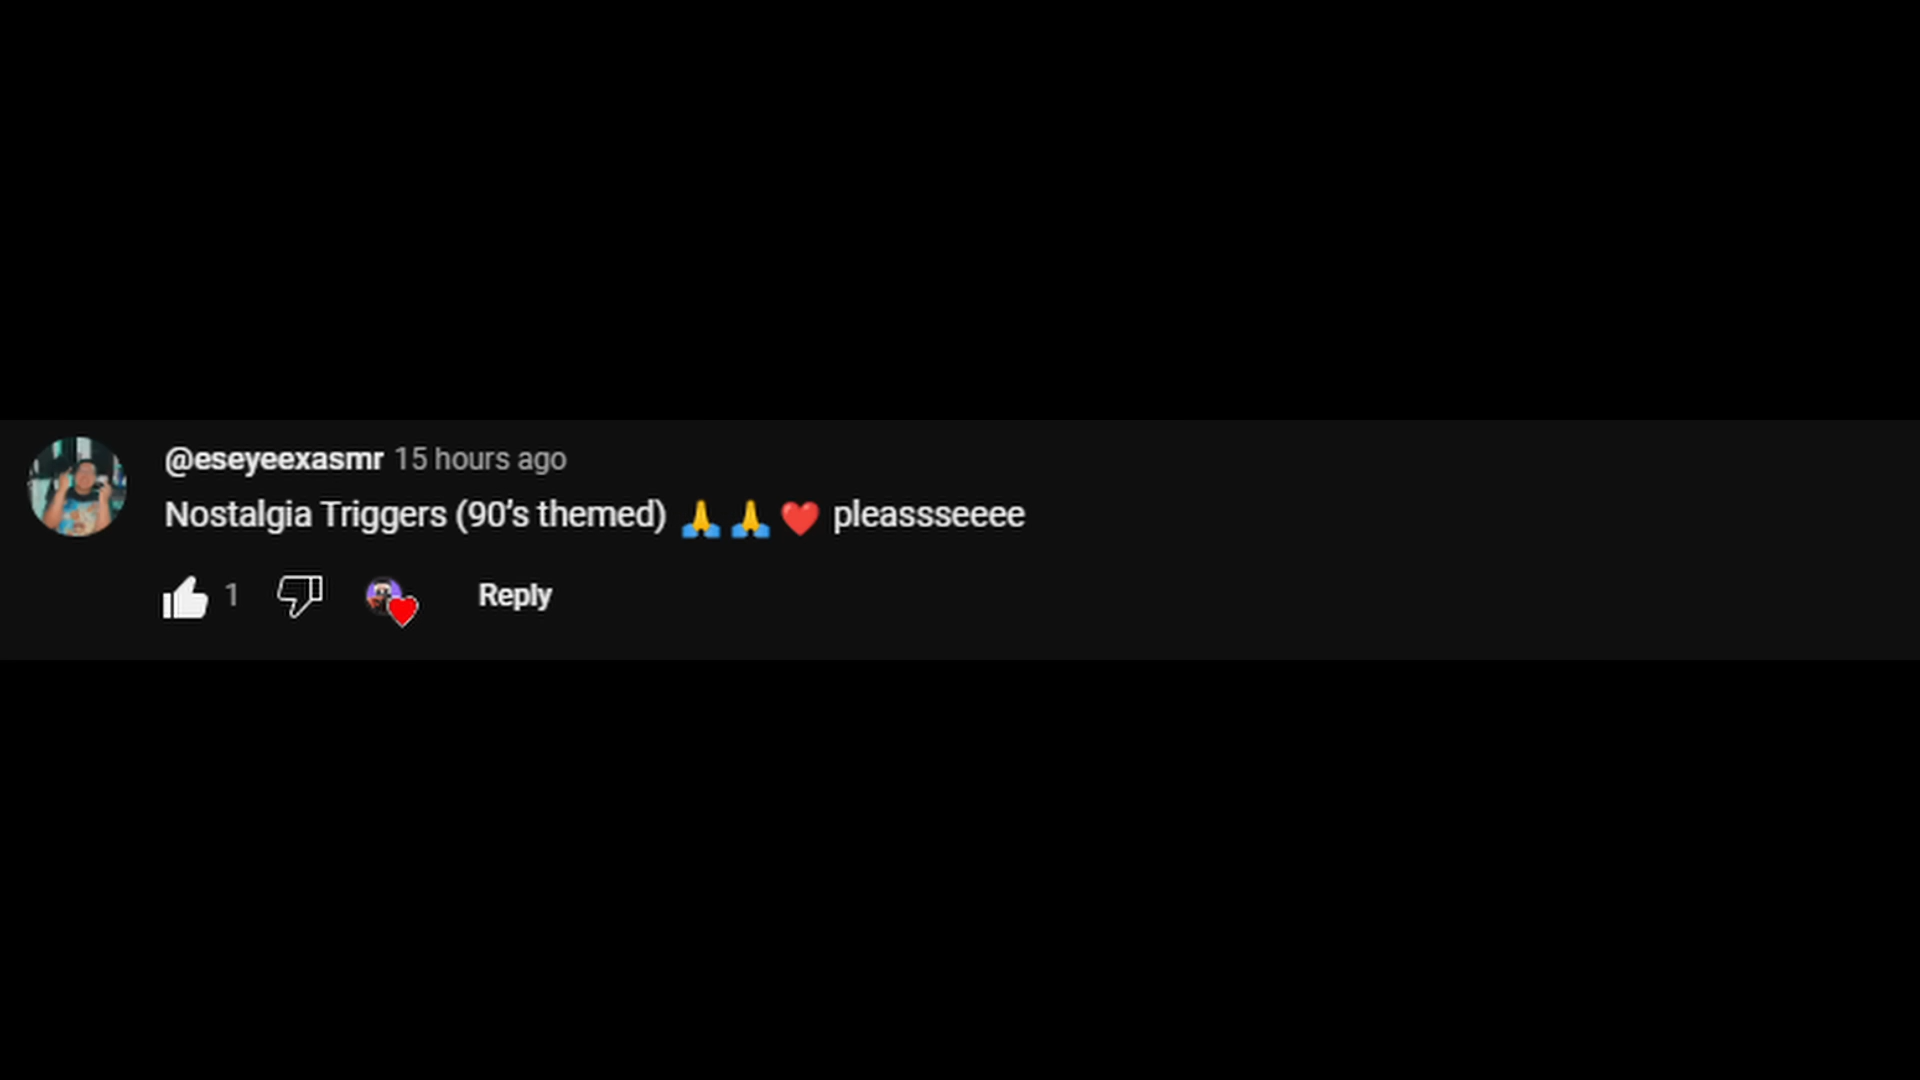 @eseyeexasmr 15 hours ago
Nostalgia Triggers (90's themed) 🙏🙏❤️ pleassseeee
1 Reply